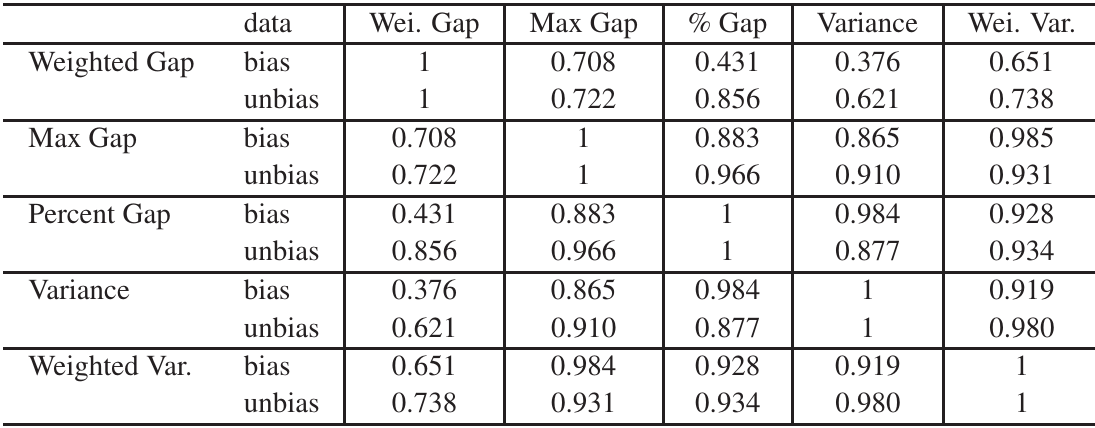 data Wei. Gap Max Gap % Gap Variance Wei. Var.
Weighted Gap bias 1 0.708 0.431 0.376 0.651
unbias 1 0.722 0.856 0.621 0.738
Max Gap bias 0.708 1 0.883 0.865 0.985
unbias 0.722 1 0.966 0.910 0.931
Percent Gap bias 0.431 0.883 1 0.984 0.928
unbias 0.856 0.966 1 0.877 0.934
Variance bias 0.376 0.865 0.984 1 0.919
unbias 0.621 0.910 0.877 1 0.980
Weighted Var. bias 0.651 0.984 0.928 0.919 1
unbias 0.738 0.931 0.934 0.980 1